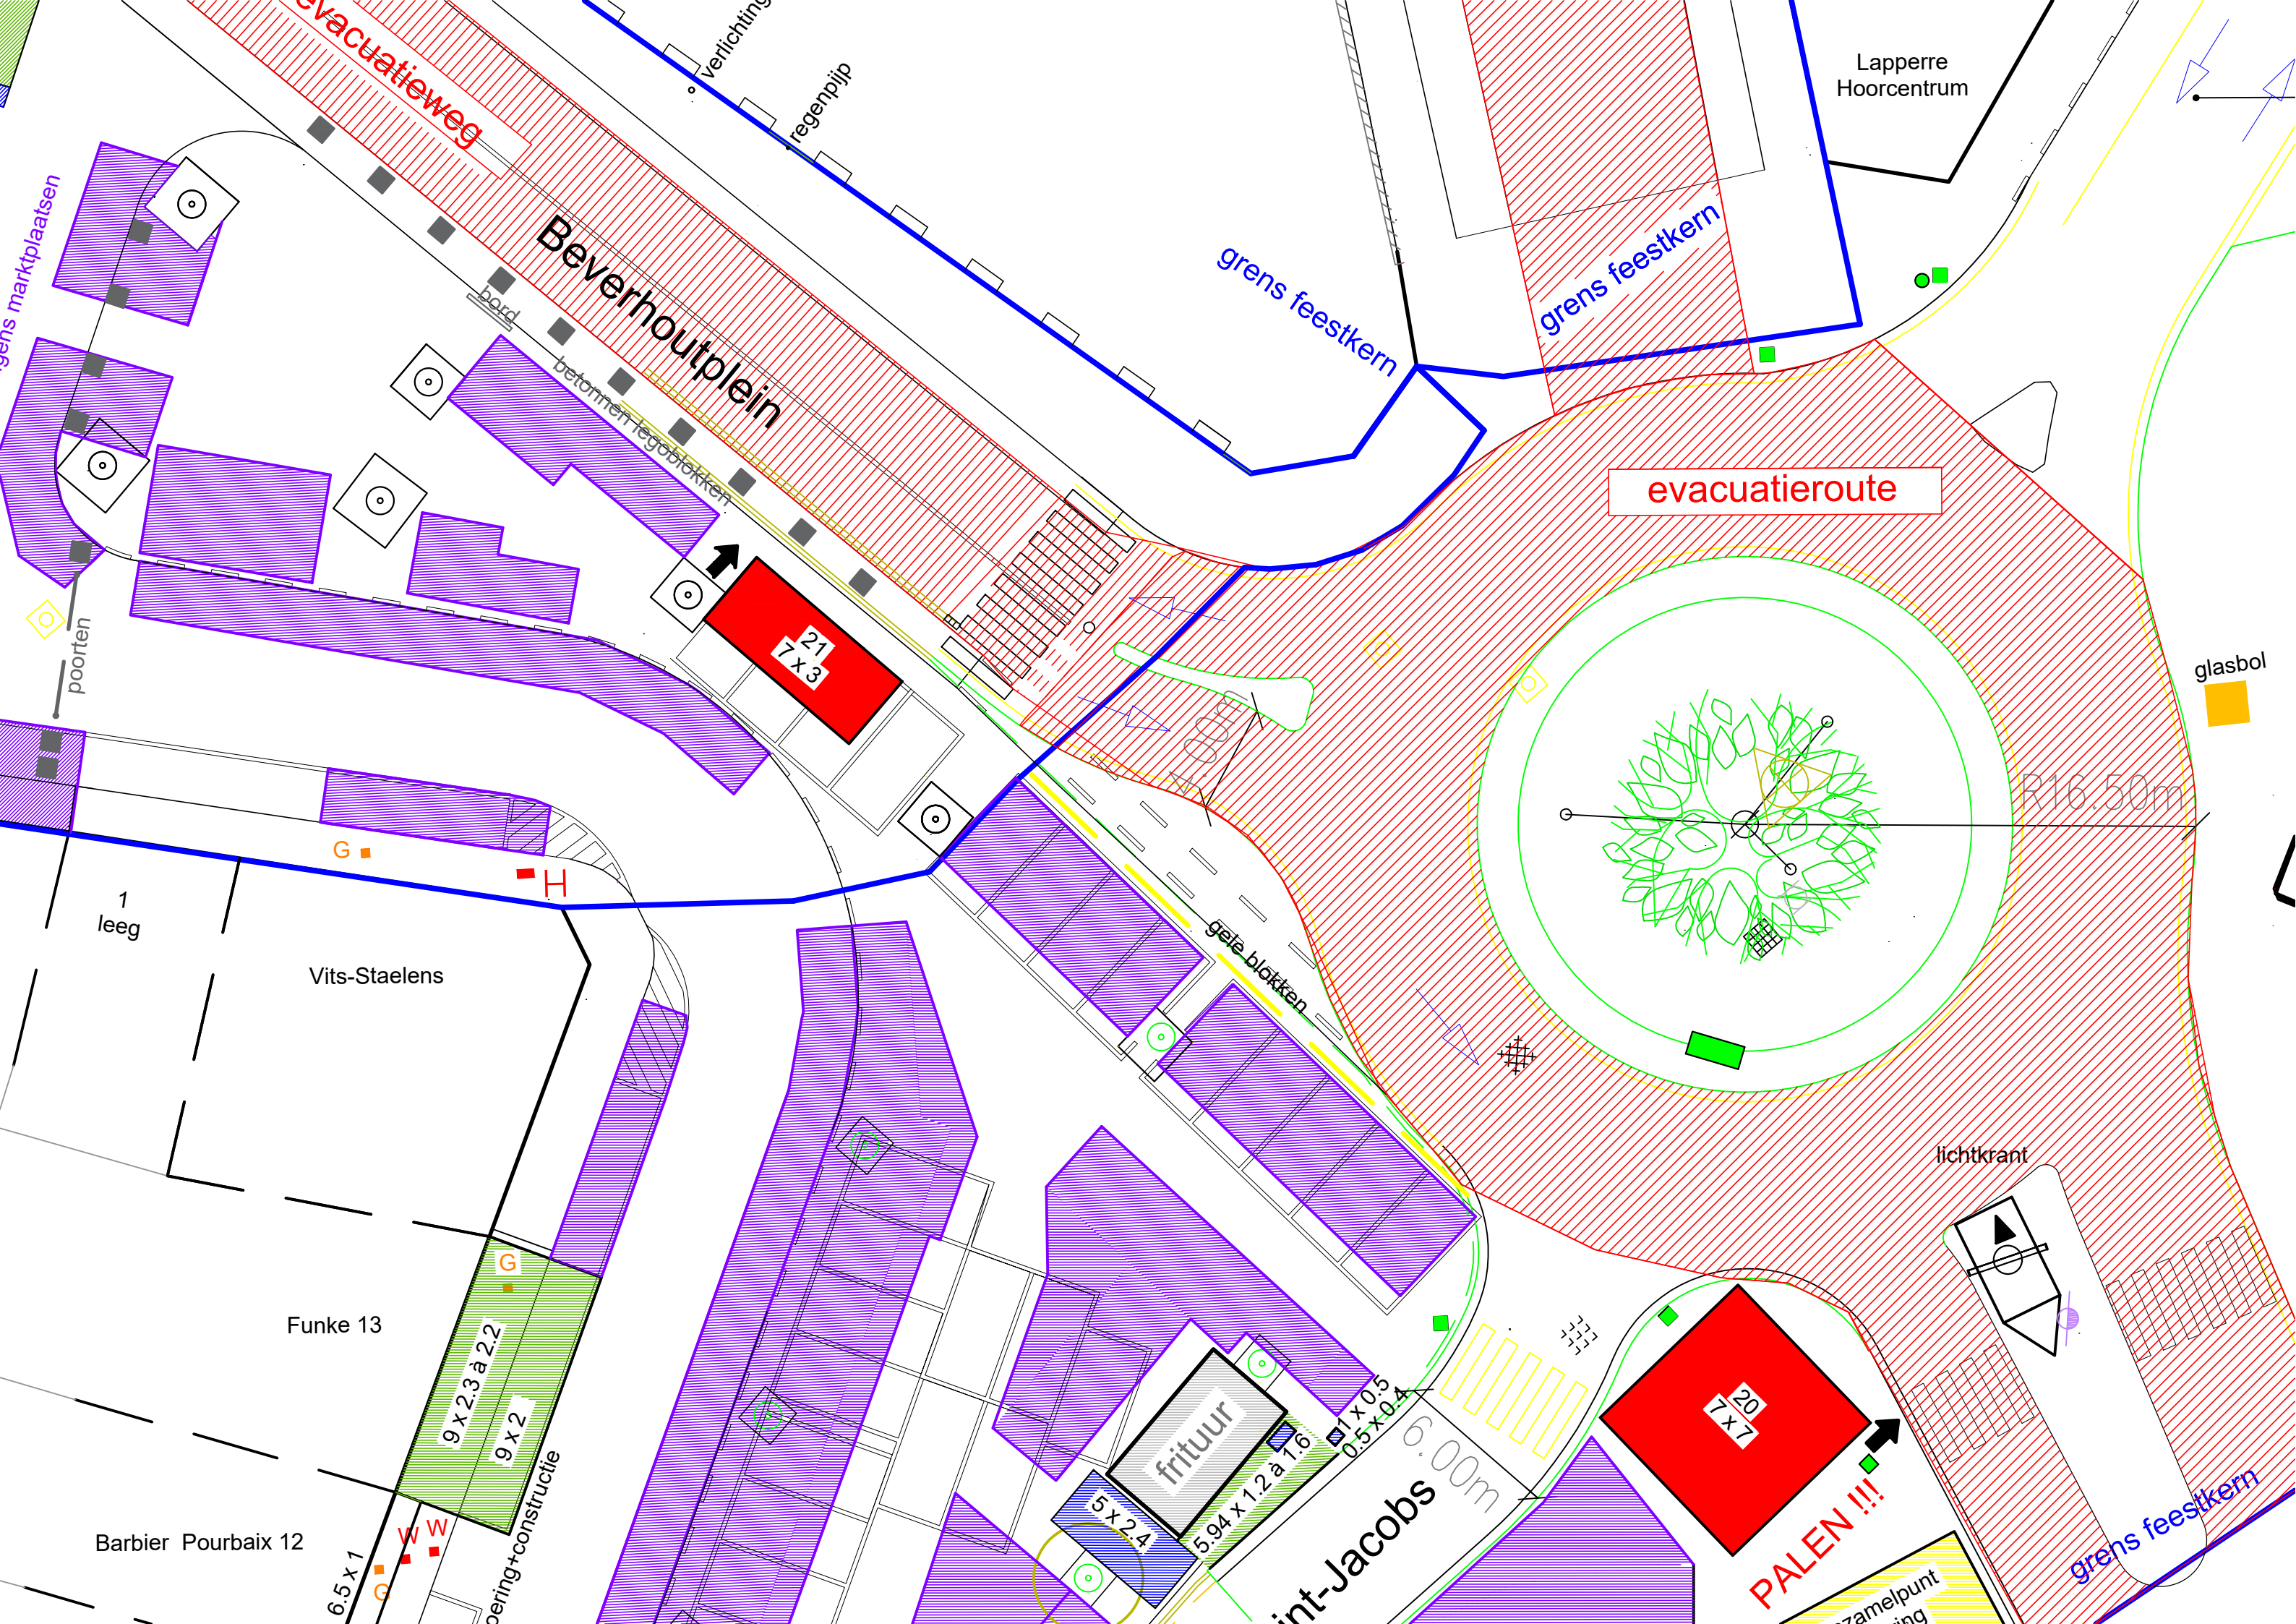 evacuatieweg
verlichting
regenpijp
Lapperre
Hoorcentrum
grens feestkern
grens feestkern
Beverhoutplein
bord
betonnen legoblokken
marktplaatsen
poorten
evacuatieroute
glasbol
21
7 x 3
4.00m
R16.50m
G
H
1
leeg
Vits-Staelens
gele blokken
lichtkrant
G
Funke 13
9 x 2.3 à 2.2
9 x 2
frituur
1 x 0.5
0.5 x 0.4
5 x 2.4
5.94 x 1.2 à 1.6
6.00m
20
7 x 7
PALEN !!!
grens feestkern
Barbier Pourbaix 12
W W
G
6.5 x 1